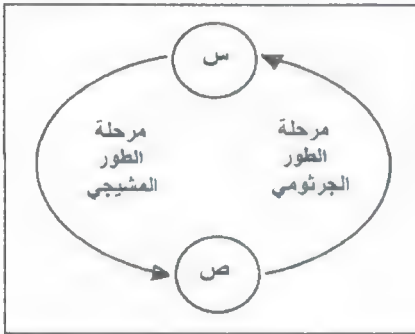 س
مرحلة
الطور
الجرثومي
مرحلة
الطور
المشيجي
ص